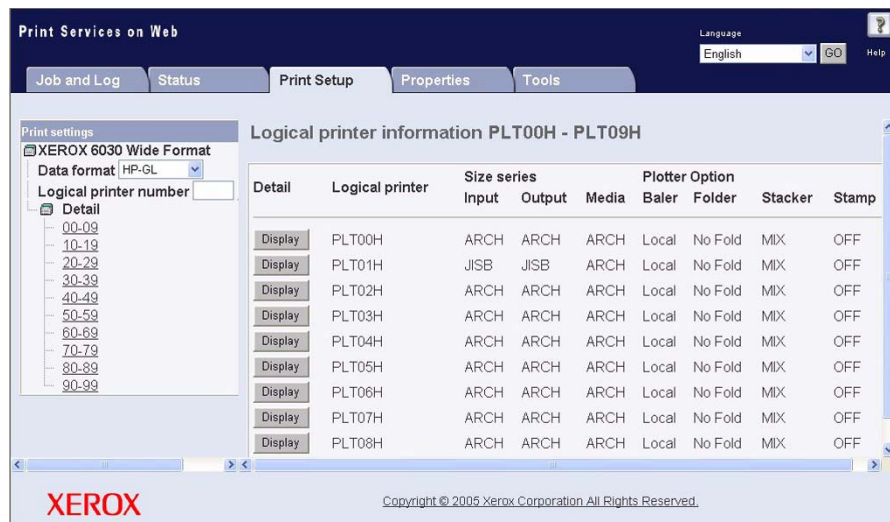 Print Services on Web
Language
English GO Help
Job and Log Status Print Setup Properties Tools
Print settings
XEROX 6030 Wide Format
Data format HP-GL
Logical printer number
Detail
00-09
10-19
20-29
30-39
40-49
50-59
60-69
70-79
80-89
90-99
Logical printer information PLT00H - PLT09H
Size series Plotter Option
Detail Logical printer Input Output Media Baler Folder Stacker Stamp
Display PLT00H ARCH ARCH ARCH Local No Fold MIX OFF
Display PLT01H JISB JISB ARCH Local No Fold MIX OFF
Display PLT02H ARCH ARCH ARCH Local No Fold MIX OFF
Display PLT03H ARCH ARCH ARCH Local No Fold MIX OFF
Display PLT04H ARCH ARCH ARCH Local No Fold MIX OFF
Display PLT05H ARCH ARCH ARCH Local No Fold MIX OFF
Display PLT06H ARCH ARCH ARCH Local No Fold MIX OFF
Display PLT07H ARCH ARCH ARCH Local No Fold MIX OFF
Display PLT08H ARCH ARCH ARCH Local No Fold MIX OFF
XEROX
Copyright © 2005 Xerox Corporation All Rights Reserved.